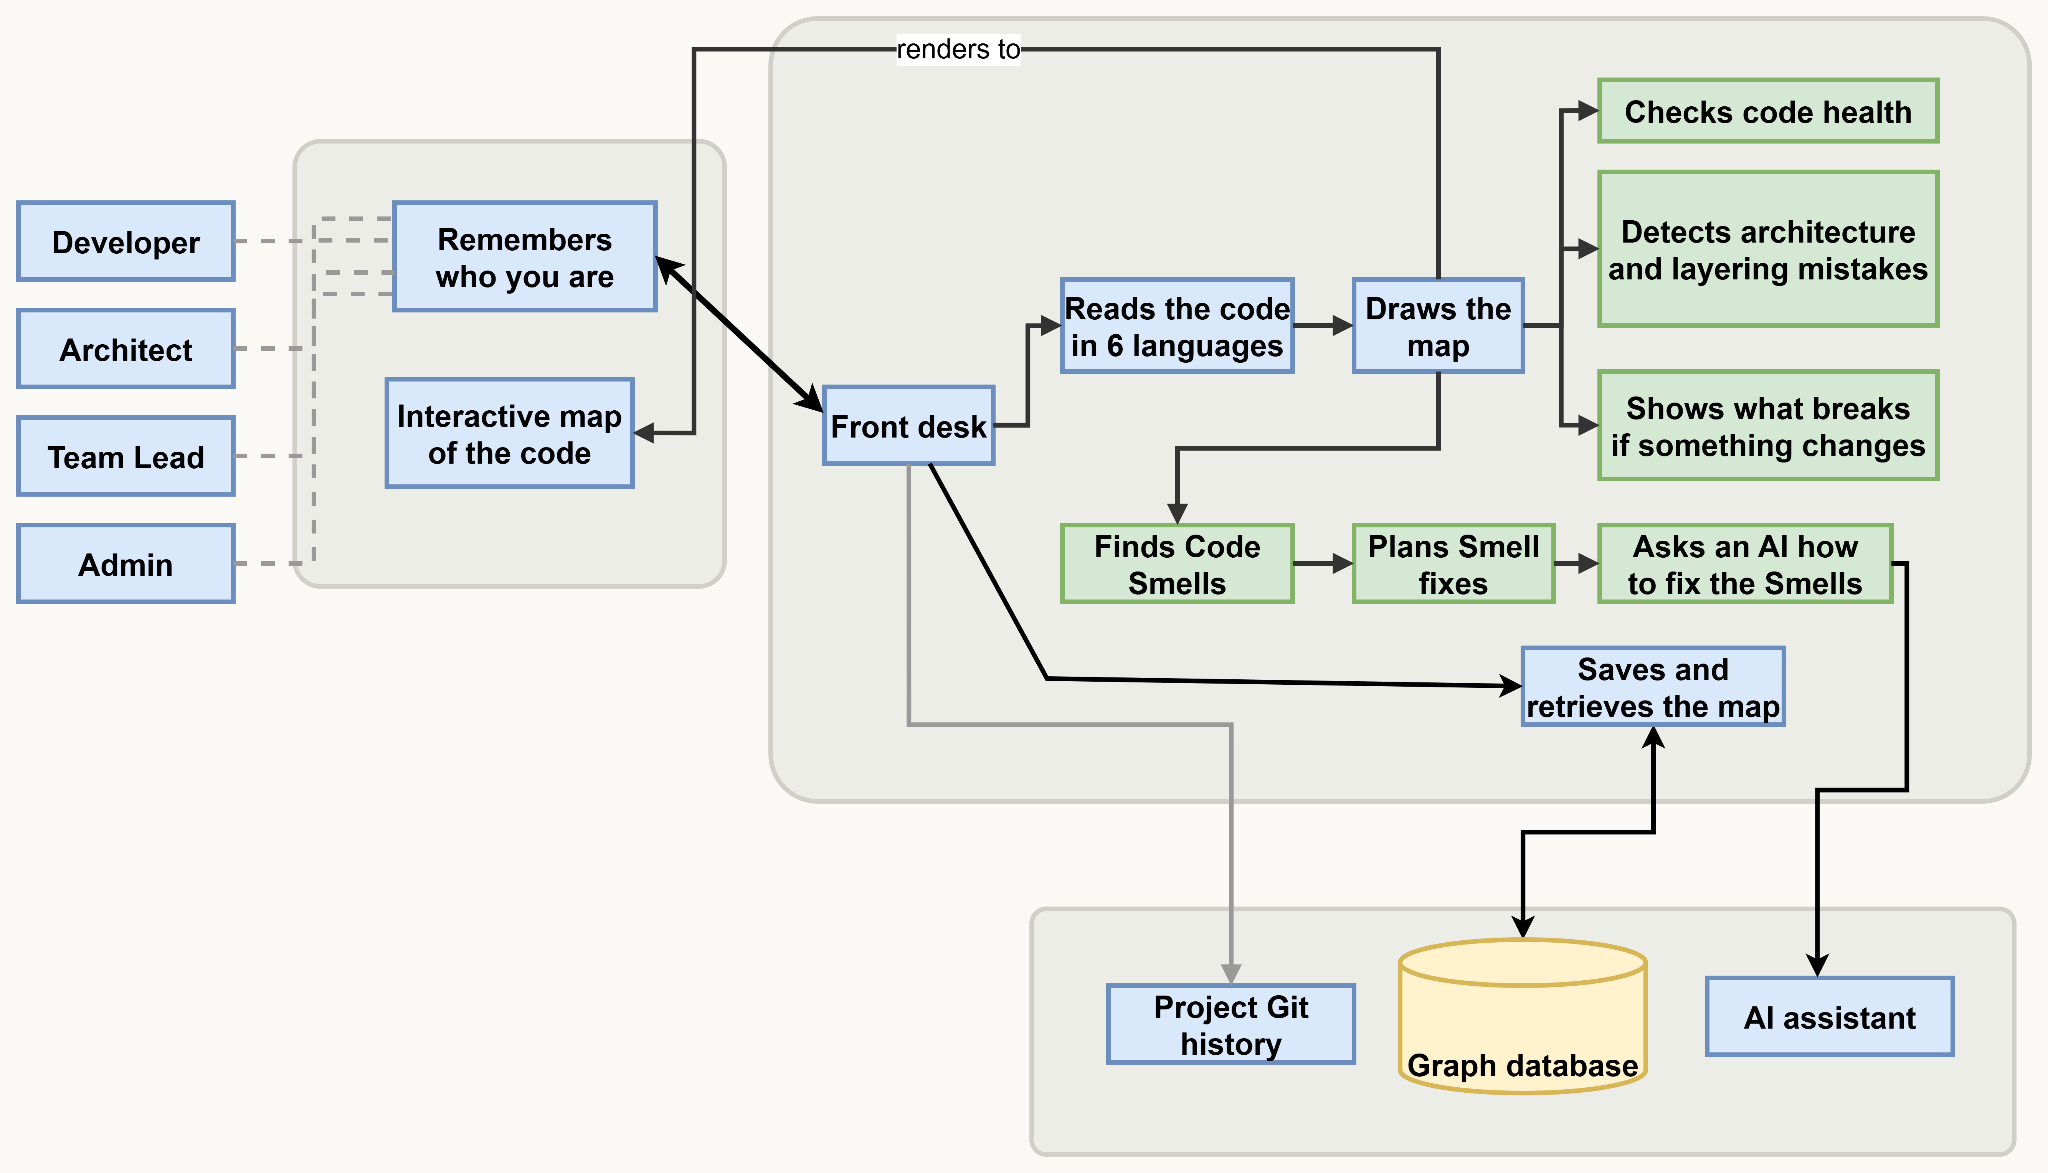 renders to
Checks code health
Detects architecture
and layering mistakes
Developer
Remembers
who you are
Architect
Interactive map
of the code
Team Lead
Admin
Front desk
Reads the code
in 6 languages
Draws the
map
Shows what breaks
if something changes
Finds Code
Smells
Plans Smell
fixes
Asks an AI how
to fix the Smells
Saves and
retrieves the map
Project Git
history
Graph database
AI assistant